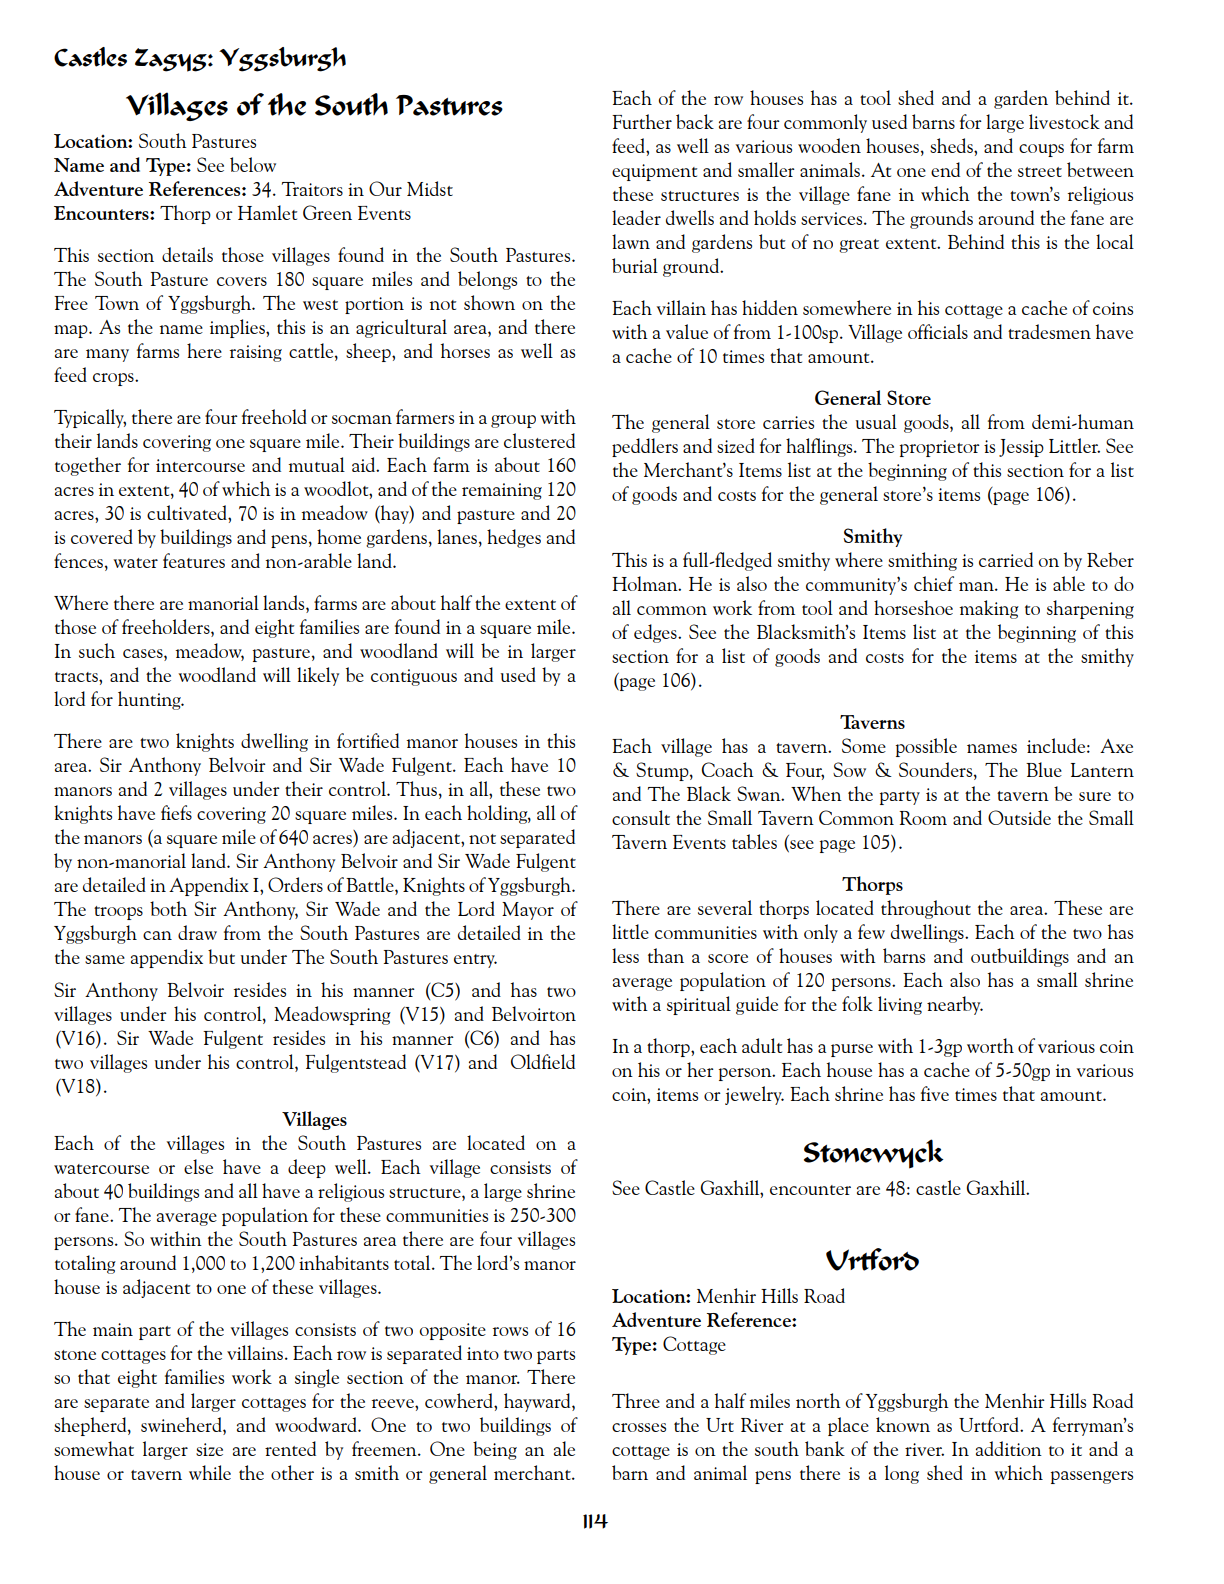 Castles Zagyg: Yggsburgh
Villages of the South Pastures
Location: South Pastures
Name and Type: See below
Adventure References: 34. Traitors in Our Midst
Encounters: Thorp or Hamlet Green Events
This section details those villages found in the South Pastures.
The South Pasture covers 180 square miles and belongs to the
Free Town of Yggsburgh. The west portion is not shown on the
map. As the name implies, this is an agricultural area, and there
are many farms here raising cattle, sheep, and horses as well as
feed crops.
Typically, there are four freehold or socman farmers in a group with
their lands covering one square mile. Their buildings are clustered
together for intercourse and mutual aid. Each farm is about 160
acres in extent, 40 of which is a woodlot, and of the remaining 120
acres, 30 is cultivated, 70 is in meadow (hay) and pasture and 20
is covered by buildings and pens, home gardens, lanes, hedges and
fences, water features and non-arable land.
Where there are manorial lands, farms are about half the extent of
those of freeholders, and eight families are found in a square mile.
In such cases, meadow, pasture, and woodland will be in larger
tracts, and the woodland will likely be contiguous and used by a
lord for hunting.
There are two knights dwelling in fortified manor houses in this
area. Sir Anthony Belvoir and Sir Wade Fulgent. Each have 10
manors and 2 villages under their control. Thus, in all, these two
knights have fiefs covering 20 square miles. In each holding, all of
the manors (a square mile of 640 acres) are adjacent, not separated
by non-manorial land. Sir Anthony Belvoir and Sir Wade Fulgent
are detailed in Appendix I, Orders of Battle, Knights of Yggsburgh.
The troops both Sir Anthony, Sir Wade and the Lord Mayor of
Yggsburgh can draw from the South Pastures are detailed in the
the same appendix but under The South Pastures entry.
Sir Anthony Belvoir resides in his manner (C5) and has two
villages under his control, Meadowspring (V15) and Belvoirton
(V16). Sir Wade Fulgent resides in his manner (C6) and has
two villages under his control, Fulgentstead (V17) and Oldfield
(V18).
Villages
Each of the villages in the South Pastures are located on a
watercourse or else have a deep well. Each village consists of
about 40 buildings and all have a religious structure, a large shrine
or fane. The average population for these communities is 250-300
persons. So within the South Pastures area there are four villages
totaling around 1,000 to 1,200 inhabitants total. The lord's manor
house is adjacent to one of these villages.
The main part of the villages consists of two opposite rows of 16
stone cottages for the villains. Each row is separated into two parts
so that eight families work a single section of the manor. There
are separate and larger cottages for the reeve, cowherd, hayward,
shepherd, swineherd, and woodward. One to two buildings of
somewhat larger size are rented by freemen. One being an ale
house or tavern while the other is a smith or general merchant.
Each of the row houses has a tool shed and a garden behind it.
Further back are four commonly used barns for large livestock and
feed, as well as various wooden houses, sheds, and coups for farm
equipment and smaller animals. At one end of the street between
these structures is the village fane in which the town's religious
leader dwells and holds services. The grounds around the fane are
lawn and gardens but of no great extent. Behind this is the local
burial ground.
Each villain has hidden somewhere in his cottage a cache of coins
with a value of from 1-100sp. Village officials and tradesmen have
a cache of 10 times that amount.
General Store
The general store carries the usual goods, all from demi-human
peddlers and sized for halflings. The proprietor is Jessip Littler. See
the Merchant's Items list at the beginning of this section for a list
of goods and costs for the general store's items (page 106).
Smithy
This is a full-fledged smithy where smithing is carried on by Reber
Holman. He is also the community's chief man. He is able to do
all common work from tool and horseshoe making to sharpening
of edges. See the Blacksmith's Items list at the beginning of this
section for a list of goods and costs for the items at the smithy
(page 106).
Taverns
Each village has a tavern. Some possible names include: Axe
& Stump, Coach & Four, Sow & Sounders, The Blue Lantern
and The Black Swan. When the party is at the tavern be sure to
consult the Small Tavern Common Room and Outside the Small
Tavern Events tables (see page 105).
Thorps
There are several thorps located throughout the area. These are
little communities with only a few dwellings. Each of the two has
less than a score of houses with barns and outbuildings and an
average population of 120 persons. Each also has a small shrine
with a spiritual guide for the folk living nearby.
In a thorp, each adult has a purse with 1-3gp worth of various coin
on his or her person. Each house has a cache of 5-50gp in various
coin, items or jewelry. Each shrine has five times that amount.
Stonewyck
See Castle Gaxhill, encounter are 48: castle Gaxhill.
Urtford
Location: Menhir Hills Road
Adventure Reference:
Type: Cottage
Three and a half miles north of Yggsburgh the Menhir Hills Road
crosses the Urt River at a place known as Urtford. A ferryman's
cottage is on the south bank of the river. In addition to it and a
barn and animal pens there is a long shed in which passengers
114